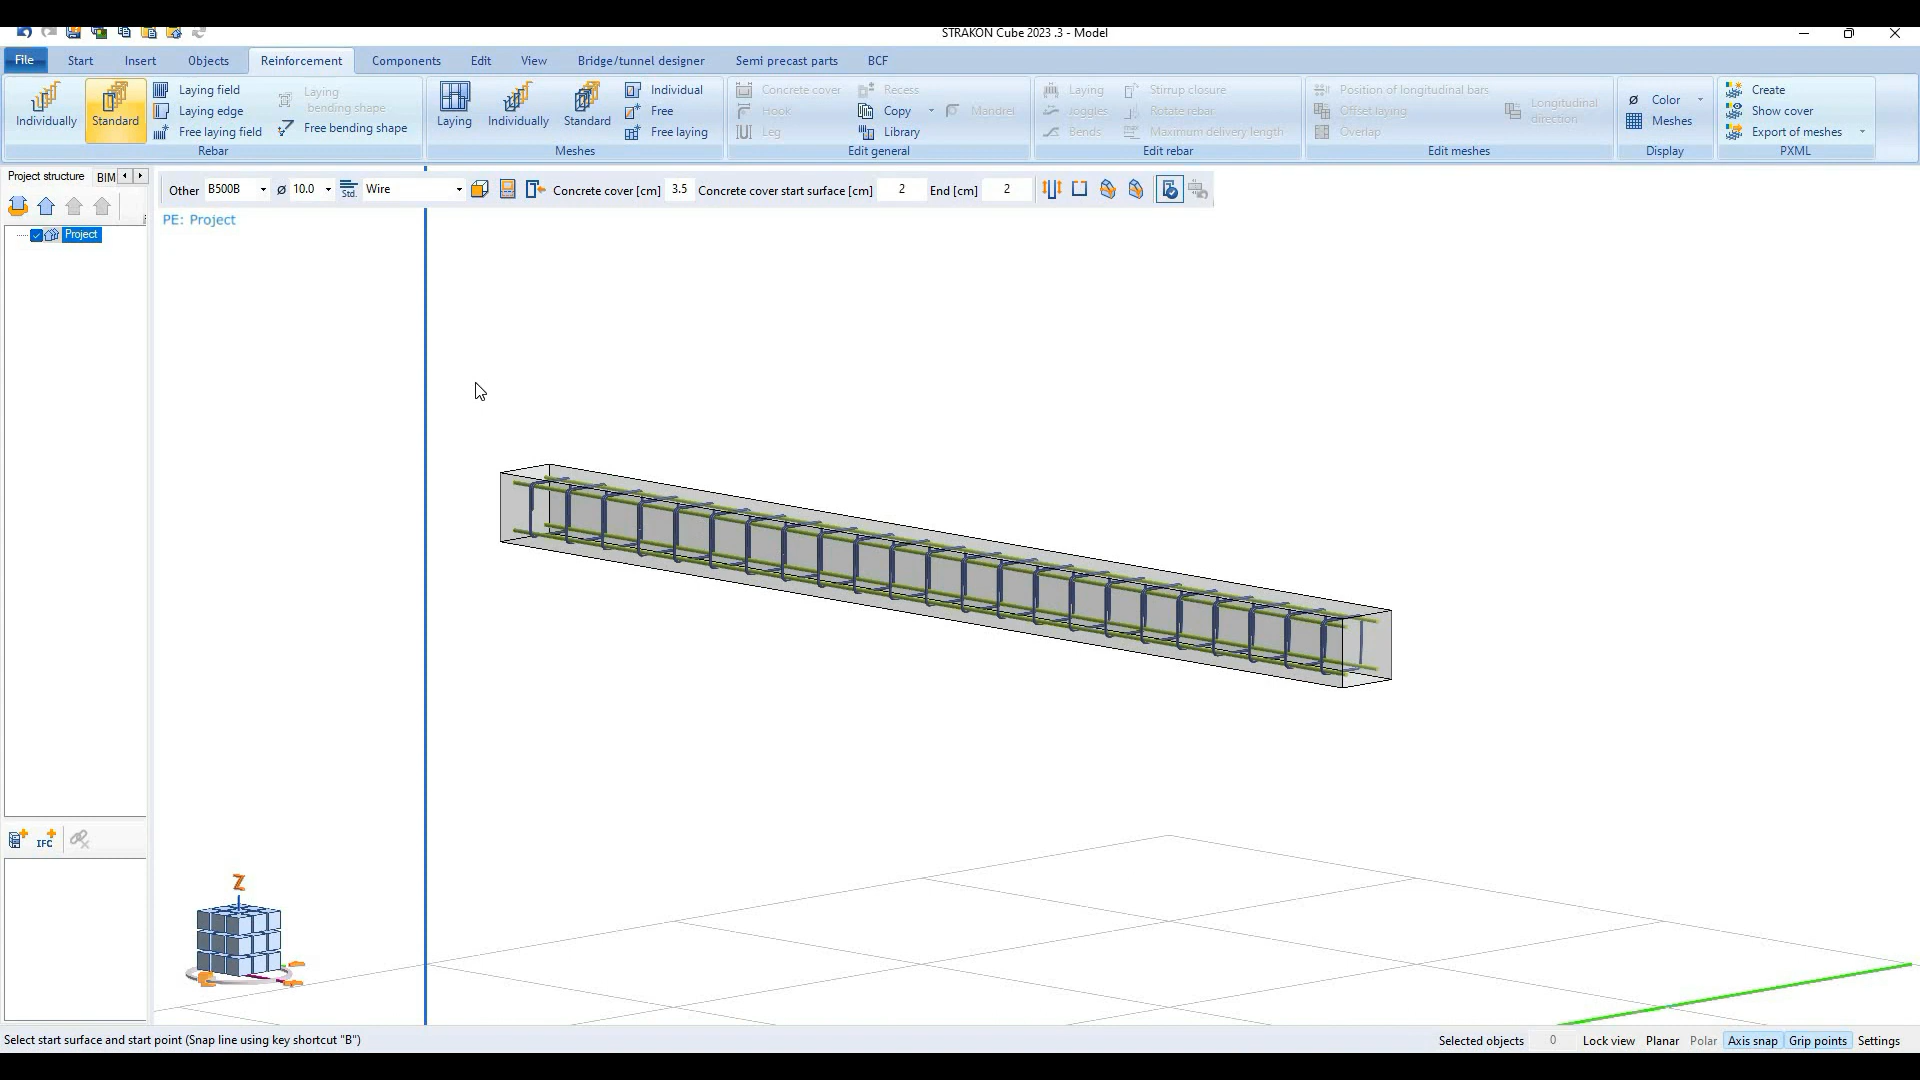 STRAKON Cube 2023 .3 - Model
File Start Insert Objects Reinforcement Components Edit View Bridge/tunnel designer Semi precast parts BCF
Individually Standard Laying field Laying bending shape Laying Individually Standard Individual Concrete cover Recess Laying Stirrup closure Position of longitudinal bars Longitudinal direction Color Create
Laying edge Free Hook Copy Mandrel Joggles Rotate rebar Offset laying Meshes Show cover
Free laying field Free bending shape Free laying Leg Library Bends Maximum delivery length Overlap Export of meshes
Rebar Meshes Edit general Edit rebar Edit meshes Display PXML
Project structure BIM
Other B500B ø 10.0 Std. Wire Concrete cover [cm] 3.5 Concrete cover start surface [cm] 2 End [cm] 2
PE: Project
Project
IFC
Z
Select start surface and start point (Snap line using key shortcut "B") Selected objects 0 Lock view Planar Polar Axis snap Grip points Settings